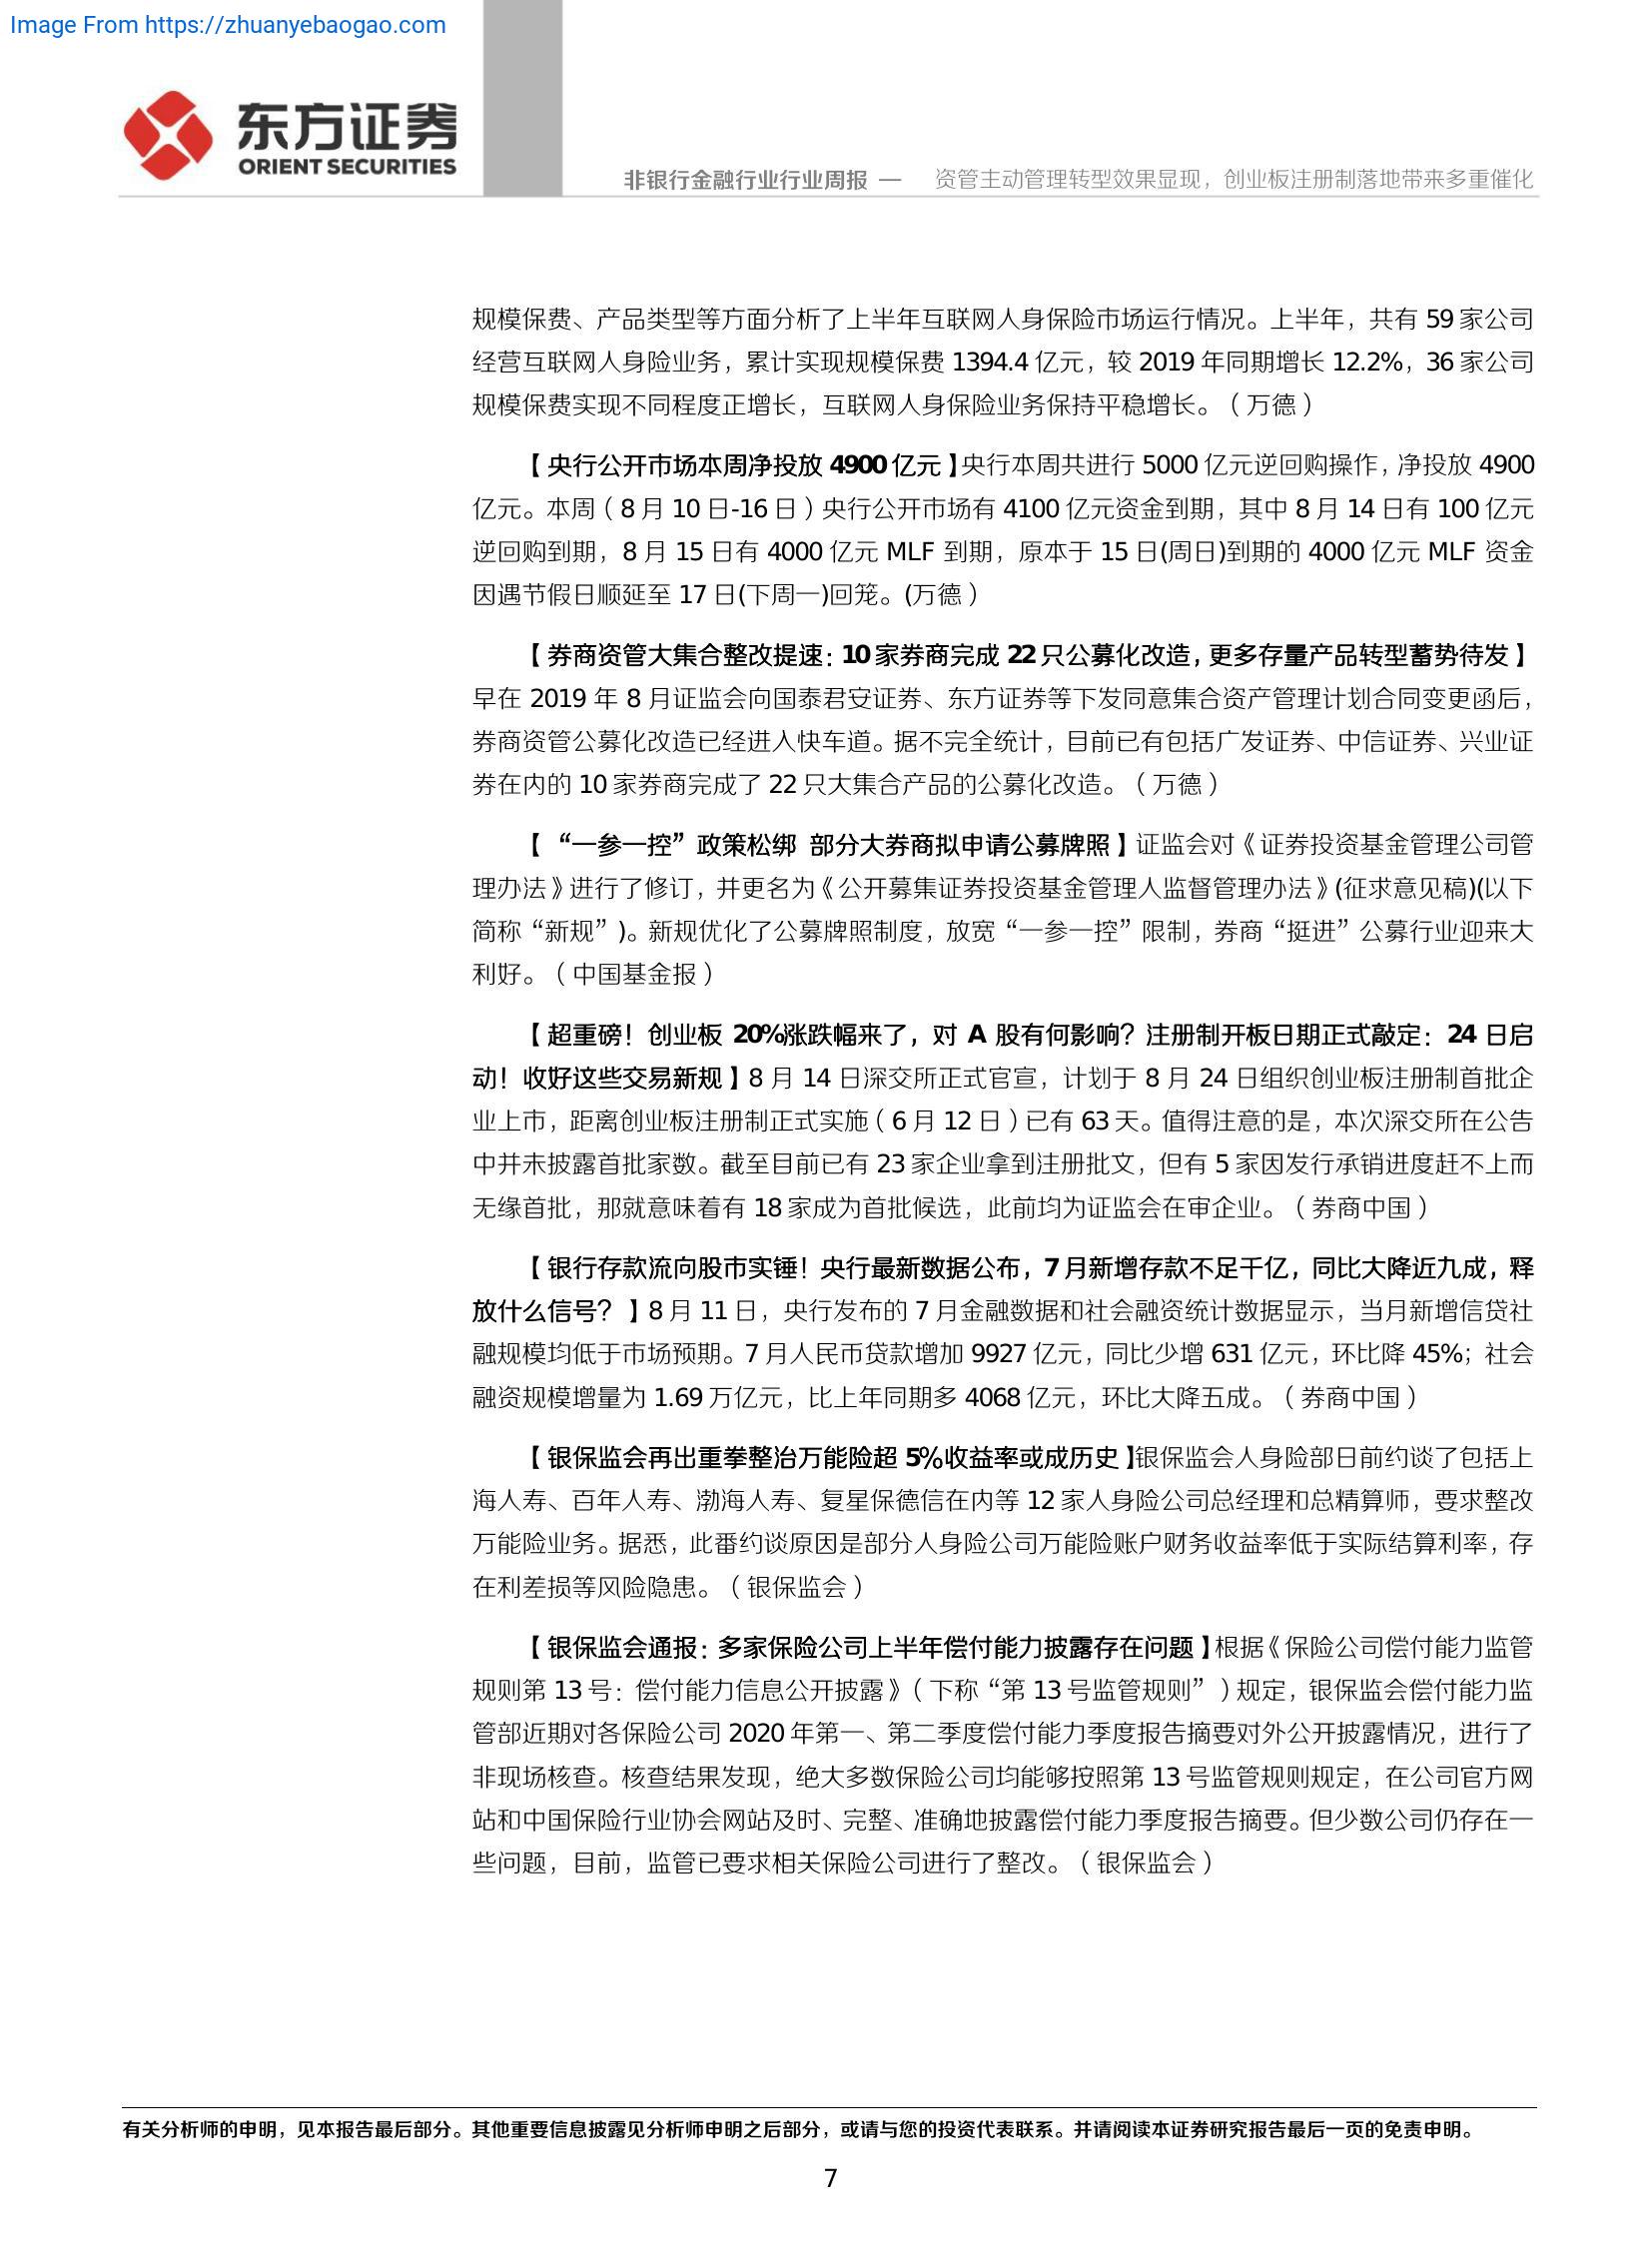 Image From https://zhuanyebaogao.com
东方证券
ORIENT SECURITIES
非银行金融行业行业周报 —  资管主动管理转型效果显现，创业板注册制落地带来多重催化
规模保费、产品类型等方面分析了上半年互联网人身保险市场运行情况。上半年，共有 59 家公司
经营互联网人身险业务，累计实现规模保费 1394.4 亿元，较 2019 年同期增长 12.2%，36 家公司
规模保费实现不同程度正增长，互联网人身保险业务保持平稳增长。（万德）
【央行公开市场本周净投放 4900 亿元】央行本周共进行 5000 亿元逆回购操作，净投放 4900
亿元。本周（8 月 10 日-16 日）央行公开市场有 4100 亿元资金到期，其中 8 月 14 日有 100 亿元
逆回购到期，8 月 15 日有 4000 亿元 MLF 到期，原本于 15 日(周日)到期的 4000 亿元 MLF 资金
因遇节假日顺延至 17 日(下周一)回笼。(万德）
【券商资管大集合整改提速：10 家券商完成 22 只公募化改造，更多存量产品转型蓄势待发】
早在 2019 年 8 月证监会向国泰君安证券、东方证券等下发同意集合资产管理计划合同变更函后，
券商资管公募化改造已经进入快车道。据不完全统计，目前已有包括广发证券、中信证券、兴业证
券在内的 10 家券商完成了 22 只大集合产品的公募化改造。（万德）
【“一参一控”政策松绑 部分大券商拟申请公募牌照】证监会对《证券投资基金管理公司管
理办法》进行了修订，并更名为《公开募集证券投资基金管理人监督管理办法》(征求意见稿)(以下
简称“新规”)。新规优化了公募牌照制度，放宽“一参一控”限制，券商“挺进”公募行业迎来大
利好。（中国基金报）
【超重磅！创业板 20%涨跌幅来了，对 A 股有何影响？注册制开板日期正式敲定：24 日启
动！收好这些交易新规】8 月 14 日深交所正式官宣，计划于 8 月 24 日组织创业板注册制首批企
业上市，距离创业板注册制正式实施（6 月 12 日）已有 63 天。值得注意的是，本次深交所在公告
中并未披露首批家数。截至目前已有 23 家企业拿到注册批文，但有 5 家因发行承销进度赶不上而
无缘首批，那就意味着有 18 家成为首批候选，此前均为证监会在审企业。（券商中国）
【银行存款流向股市实锤！央行最新数据公布，7 月新增存款不足千亿，同比大降近九成，释
放什么信号？】8 月 11 日，央行发布的 7 月金融数据和社会融资统计数据显示，当月新增信贷社
融规模均低于市场预期。7 月人民币贷款增加 9927 亿元，同比少增 631 亿元，环比降 45%；社会
融资规模增量为 1.69 万亿元，比上年同期多 4068 亿元，环比大降五成。（券商中国）
【银保监会再出重拳整治万能险超 5%收益率或成历史】银保监会人身险部日前约谈了包括上
海人寿、百年人寿、渤海人寿、复星保德信在内等 12 家人身险公司总经理和总精算师，要求整改
万能险业务。据悉，此番约谈原因是部分人身险公司万能险账户财务收益率低于实际结算利率，存
在利差损等风险隐患。（银保监会）
【银保监会通报：多家保险公司上半年偿付能力披露存在问题】根据《保险公司偿付能力监管
规则第 13 号：偿付能力信息公开披露》（下称“第 13 号监管规则”）规定，银保监会偿付能力监
管部近期对各保险公司 2020 年第一、第二季度偿付能力季度报告摘要对外公开披露情况，进行了
非现场核查。核查结果发现，绝大多数保险公司均能够按照第 13 号监管规则规定，在公司官方网
站和中国保险行业协会网站及时、完整、准确地披露偿付能力季度报告摘要。但少数公司仍存在一
些问题，目前，监管已要求相关保险公司进行了整改。（银保监会）
有关分析师的申明，见本报告最后部分。其他重要信息披露见分析师申明之后部分，或请与您的投资代表联系。并请阅读本证券研究报告最后一页的免责申明。
7